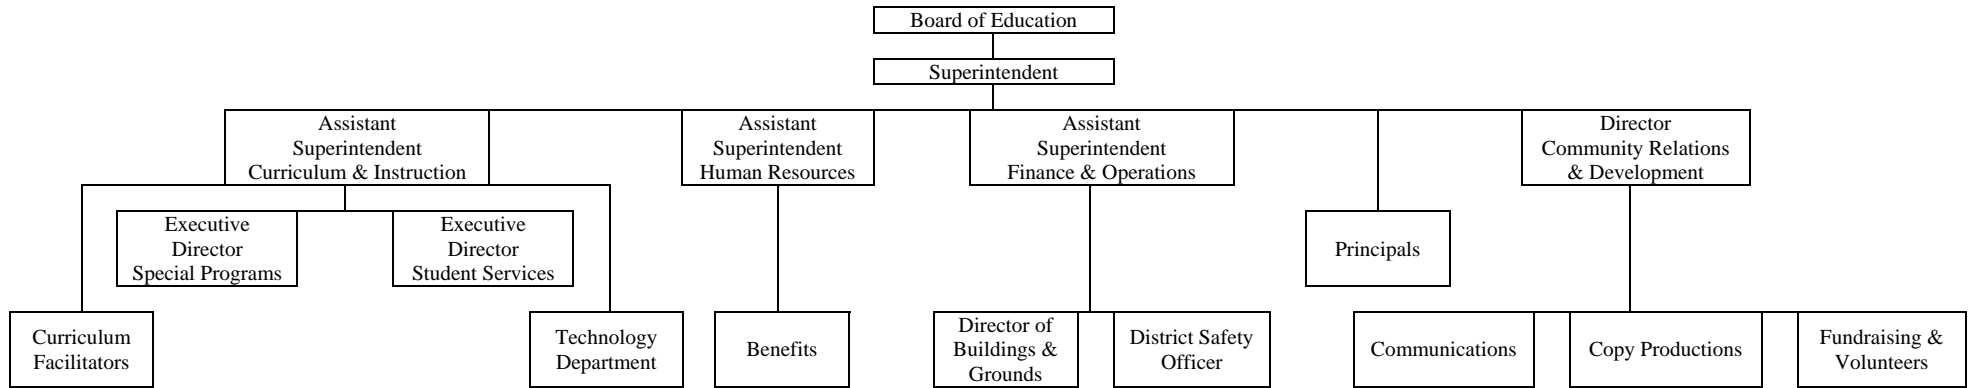 Board of Education
Superintendent
Assistant
Superintendent
Curriculum & Instruction
Assistant
Superintendent
Human Resources
Assistant
Superintendent
Finance & Operations
Director
Community Relations
& Development
Executive
Director
Special Programs
Executive
Director
Student Services
Principals
Curriculum
Facilitators
Technology
Department
Benefits
Director of
Buildings &
Grounds
District Safety
Officer
Communications
Copy Productions
Fundraising &
Volunteers